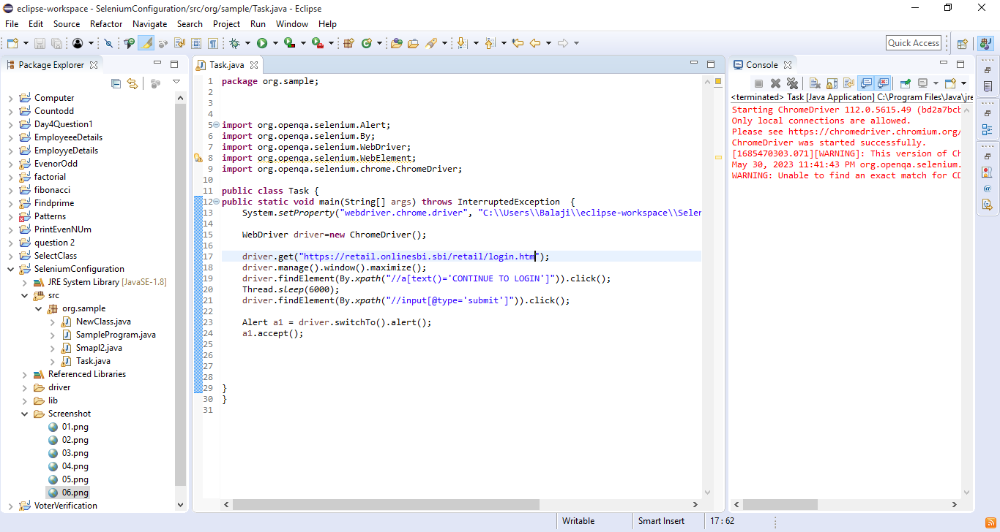 eclipse-workspace - SeleniumConfiguration/src/org/sample/Task.java - Eclipse
File Edit Source Refactor Navigate Search Project Run Window Help
Quick Access
Package Explorer
Computer
Countodd
Day4Question1
EmployeeeDetails
EmployyeDetails
EvenorOdd
factorial
fibonacci
Findprime
Patterns
PrintEvenNUm
question 2
SelectClass
SeleniumConfiguration
JRE System Library [JavaSE-1.8]
src
org.sample
NewClass.java
SampleProgram.java
Smapl2.java
Task.java
Referenced Libraries
driver
lib
Screenshot
01.png
02.png
03.png
04.png
05.png
06.png
VoterVerification
Task.java
1 package org.sample;
2
3
4
5 import org.openqa.selenium.Alert;
6 import org.openqa.selenium.By;
7 import org.openqa.selenium.WebDriver;
8 import org.openqa.selenium.WebElement;
9 import org.openqa.selenium.chrome.ChromeDriver;
10
11 public class Task {
12 public static void main(String[] args) throws InterruptedException {
13 System.setProperty("webdriver.chrome.driver", "C:\\Users\\Balaji\\eclipse-workspace\\Selen
14
15 WebDriver driver=new ChromeDriver();
16
17 driver.get("https://retail.onlinesbi.sbi/retail/login.htm");
18 driver.manage().window().maximize();
19 driver.findElement(By.xpath("//a[text()='CONTINUE TO LOGIN']")).click();
20 Thread.sleep(6000);
21 driver.findElement(By.xpath("//input[@type='submit']")).click();
22
23 Alert a1 = driver.switchTo().alert();
24 a1.accept();
25
26
27
28
29 }
30 }
31
Console
<terminated> Task [Java Application] C:\Program Files\Java\jre
Starting ChromeDriver 112.0.5615.49 (bd2a7bcb
Only local connections are allowed.
Please see https://chromedriver.chromium.org/
ChromeDriver was started successfully.
[1685470303.071][WARNING]: This version of Ch
May 30, 2023 11:41:43 PM org.openqa.selenium.
WARNING: Unable to find an exact match for CD
Writable Smart Insert 17 : 62